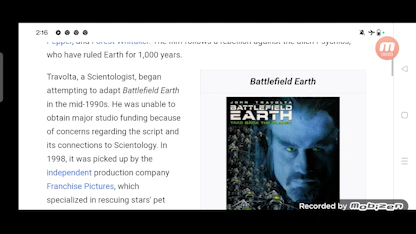 2:16
Pepper, and Forest Whitaker. The film follows a rebellion against the alien Psychlos,
who have ruled Earth for 1,000 years.
Travolta, a Scientologist, began
attempting to adapt Battlefield Earth
in the mid-1990s. He was unable to
obtain major studio funding because
of concerns regarding the script and
its connections to Scientology. In
1998, it was picked up by the
independent production company
Franchise Pictures, which
specialized in rescuing stars' pet
Battlefield Earth
JOHN TRAVOLTA
BATTLEFIELD
EARTH
TAKE BACK THE PLANET
Recorded by mobizen